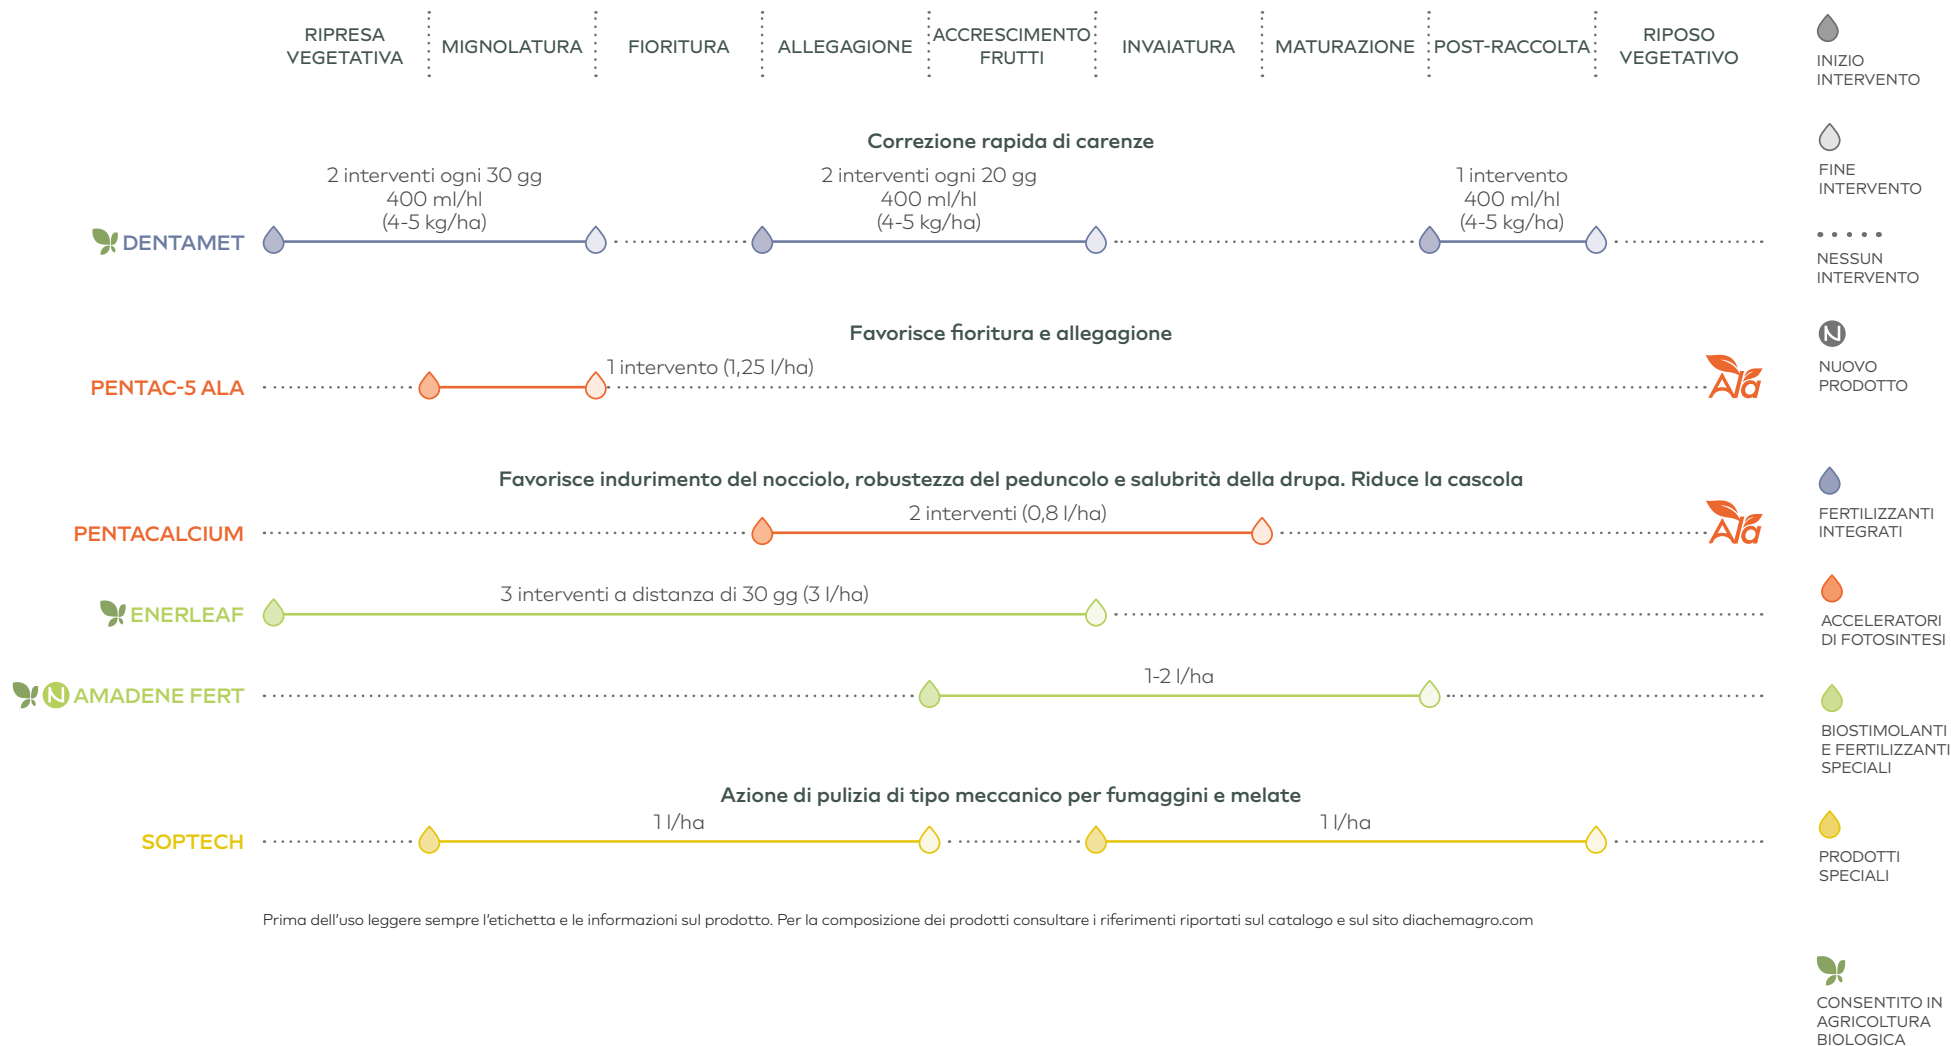 RIPRESA
VEGETATIVA
MIGNOLATURA
FIORITURA
ALLEGAGIONE
ACCRESCIMENTO
FRUTTI
INVAIATURA
MATURAZIONE
POST-RACCOLTA
RIPOSO
VEGETATIVO
Correzione rapida di carenze
2 interventi ogni 30 gg
400 ml/hl
(4-5 kg/ha)
2 interventi ogni 20 gg
400 ml/hl
(4-5 kg/ha)
1 intervento
400 ml/hl
(4-5 kg/ha)
DENTAMET
Favorisce fioritura e allegagione
1 intervento (1,25 l/ha)
PENTAC-5 ALA
Ala
Favorisce indurimento del nocciolo, robustezza del peduncolo e salubrità della drupa. Riduce la cascola
2 interventi (0,8 l/ha)
PENTACALCIUM
Ala
3 interventi a distanza di 30 gg (3 l/ha)
ENERLEAF
1-2 l/ha
N AMADENE FERT
Azione di pulizia di tipo meccanico per fumaggini e melate
1 l/ha
1 l/ha
SOPTECH
Prima dell'uso leggere sempre l'etichetta e le informazioni sul prodotto. Per la composizione dei prodotti consultare i riferimenti riportati sul catalogo e sul sito diachemagro.com
INIZIO
INTERVENTO
FINE
INTERVENTO
NESSUN
INTERVENTO
N
NUOVO
PRODOTTO
FERTILIZZANTI
INTEGRATI
ACCELERATORI
DI FOTOSINTESI
BIOSTIMOLANTI
E FERTILIZZANTI
SPECIALI
PRODOTTI
SPECIALI
CONSENTITO IN
AGRICOLTURA
BIOLOGICA